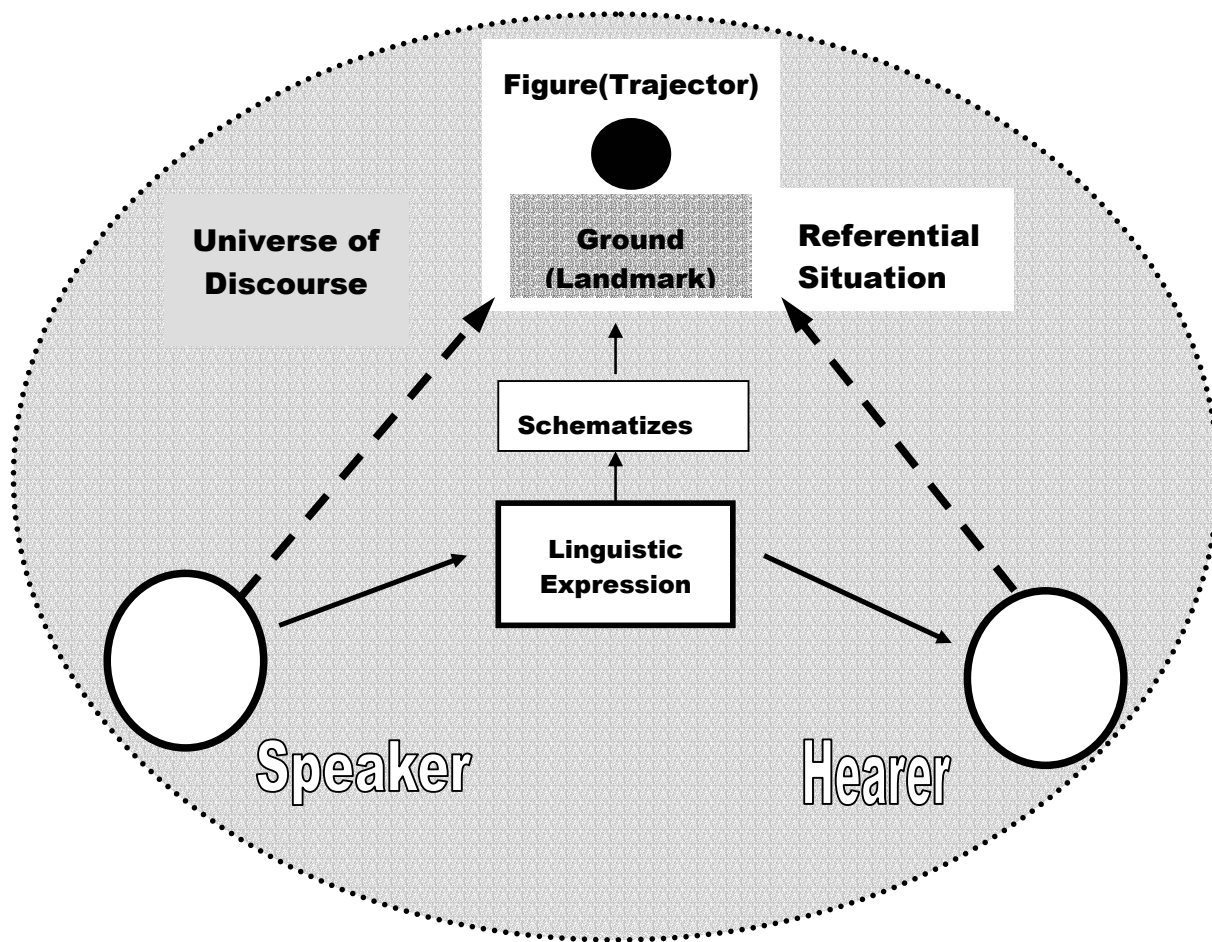 Figure(Trajector)
Universe of
Discourse
Ground
(Landmark)
Referential
Situation
Schematizes
Linguistic
Expression
Speaker
Hearer